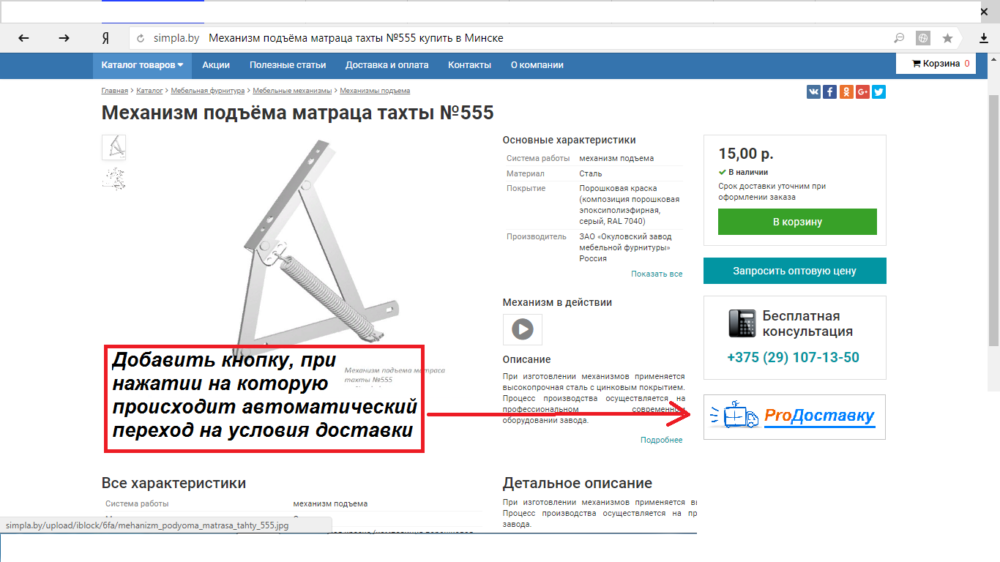 simpla.by Механизм подъёма матраца тахты №555 купить в Минске
Каталог товаров Акции Полезные статьи Доставка и оплата Контакты О компании
Корзина 0
Главная > Каталог > Мебельная фурнитура > Мебельные механизмы > Механизмы подъема
Механизм подъёма матраца тахты №555
Механизм подъема матраса
тахты №555
Добавить кнопку, при
нажатии на которую
происходит автоматический
переход на условия доставки
Основные характеристики
Система работы механизм подъема
Материал Сталь
Покрытие Порошковая краска
(композиция порошковая
эпоксиполиэфирная,
серый, RAL 7040)
Производитель ЗАО «Окуловский завод
мебельной фурнитуры»
Россия
Показать все
Механизм в действии
Описание
При изготовлении механизмов применяется
высокопрочная сталь с цинковым покрытием.
Процесс производства осуществляется на
профессиональном современном
оборудовании завода.
Подробнее
15,00 р.
В наличии
Срок доставки уточним при
оформлении заказа
В корзину
Запросить оптовую цену
Бесплатная
консультация
+375 (29) 107-13-50
ProДоставку
Все характеристики
Система работы механизм подъема
Детальное описание
При изготовлении механизмов применяется
Процесс производства осуществляется на
завода.
simpla.by/upload/iblock/6fa/mehanizm_podyoma_matrasa_tahty_555.jpg